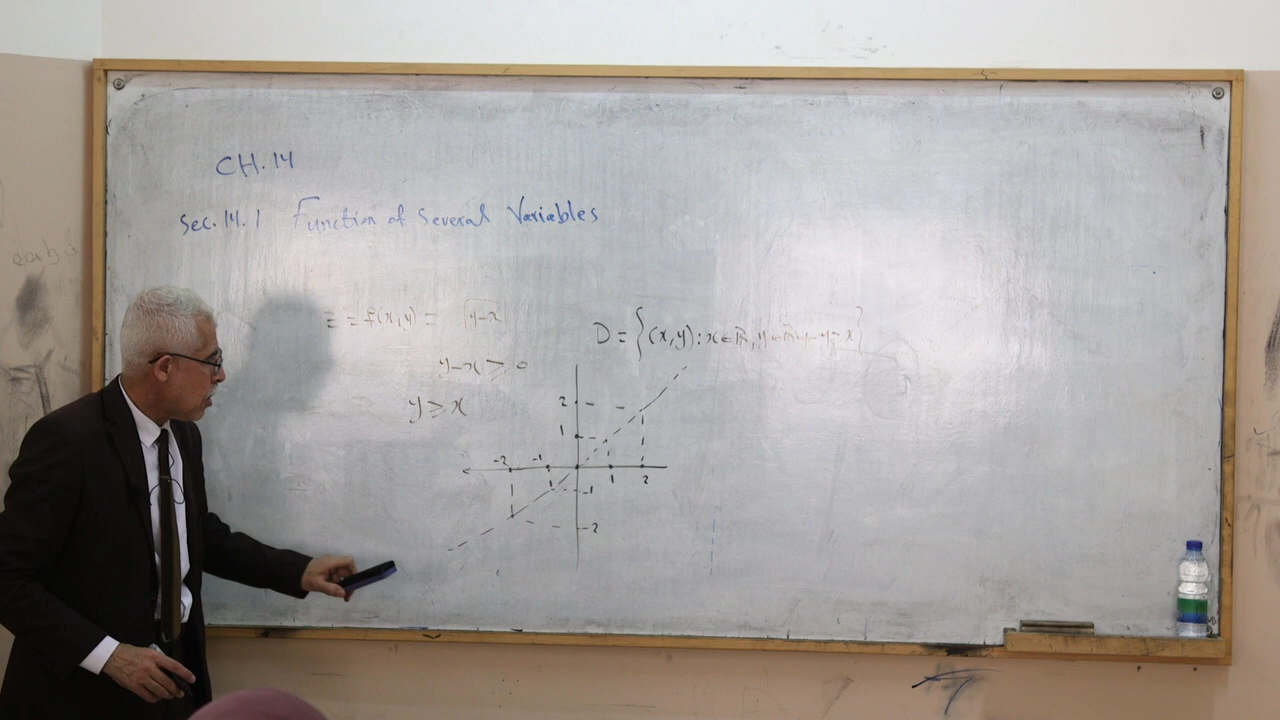 CH.14
Sec. 14.1 Function of Several Variables
z = f(x,y) = √y-x
D = {(x,y): x ∈ ℝ, y ∈ ℝ
y-x ≥ 0
y ≥ x
2
1
-2 -1
1 2
-1
-2